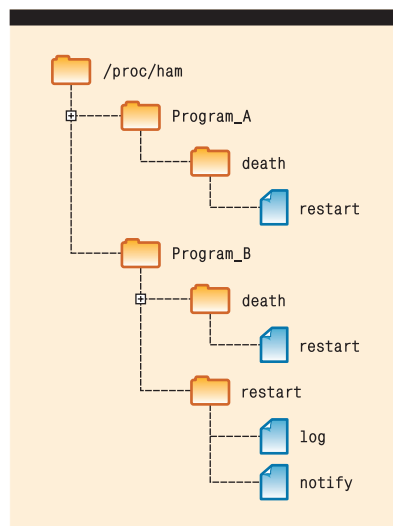 /proc/ham
Program_A
death
restart
Program_B
death
restart
restart
log
notify